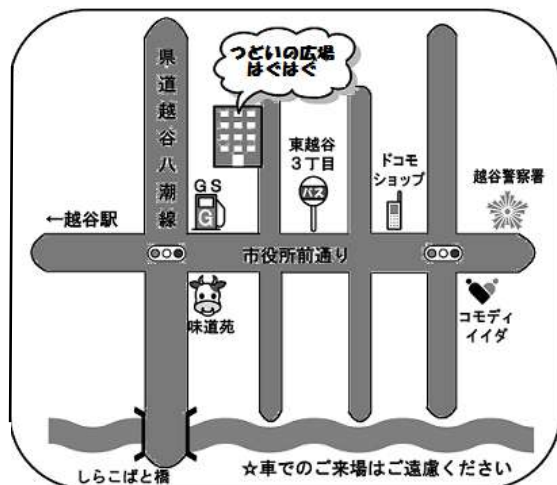 つどいの広場
はぐはぐ
県道越谷八潮線
東越谷
3丁目
バス
ドコモ
ショップ
越谷警察署
GS
G
←越谷駅
市役所前通り
味道苑
コモディ
イイダ
しらこばと橋
☆車でのご来場はご遠慮ください